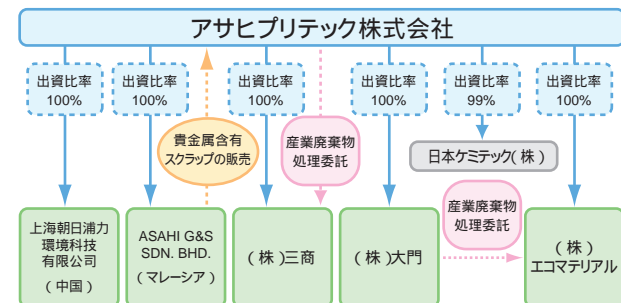 アサヒプリテック株式会社
出資比率
100%
出資比率
100%
出資比率
100%
出資比率
100%
出資比率
99%
出資比率
100%
貴金属含有
スクラップの販売
産業廃棄物
処理委託
日本ケミテック(株)
産業廃棄物
処理委託
上海朝日浦力
環境科技
有限公司
(中国)
ASAHI G&S
SDN. BHD.
(マレーシア)
(株)三商
(株)大門
(株)
エコマテリアル